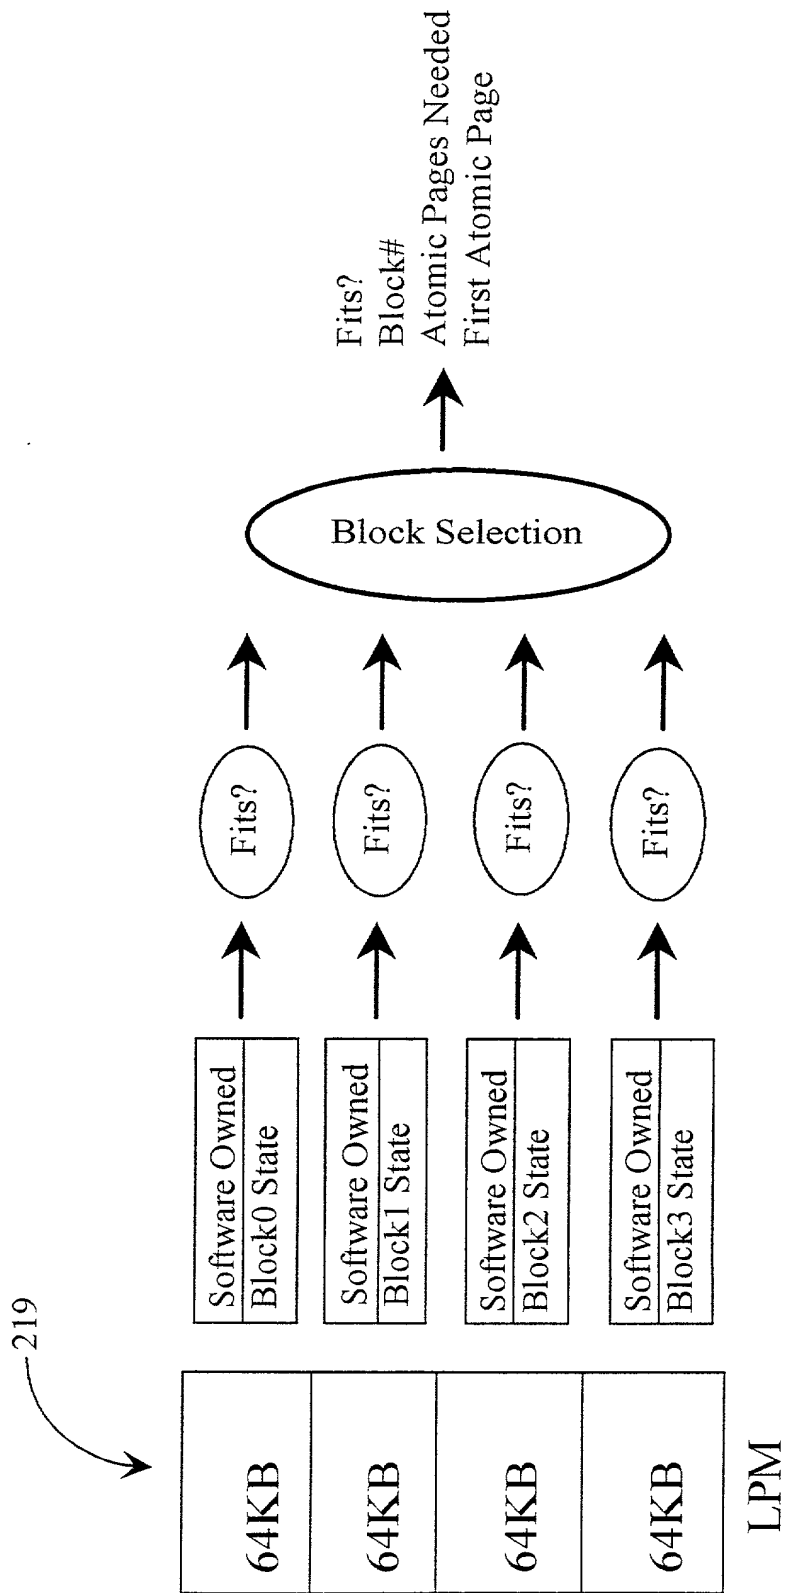 219
64KB
64KB
64KB
64KB
LPM
Software Owned
Block0 State
Software Owned
Block1 State
Software Owned
Block2 State
Software Owned
Block3 State
Fits?
Fits?
Fits?
Fits?
Block Selection
Fits?
Block#
Atomic Pages Needed
First Atomic Page